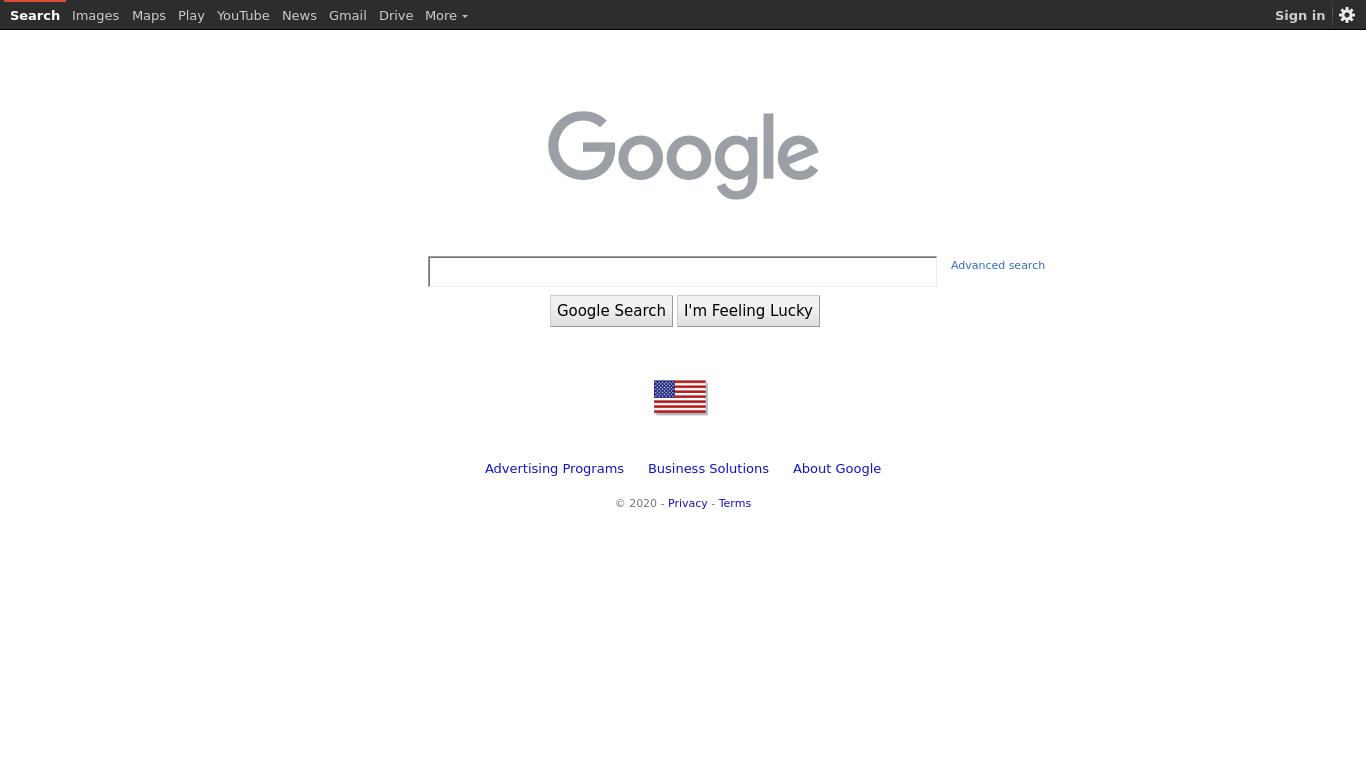 Search Images Maps Play YouTube News Gmail Drive More Sign in
Google
Advanced search
Google Search I'm Feeling Lucky
Advertising Programs Business Solutions About Google
© 2020 - Privacy - Terms